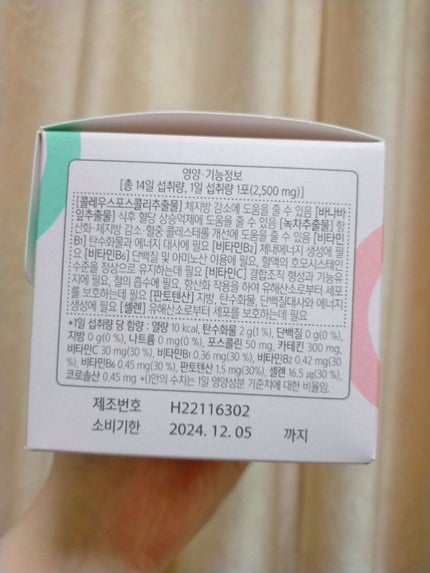 영양·기능정보
[총 14일 섭취량, 1일 섭취량 1포(2,500 mg)]
[콜레우스포스콜리추출물] 체지방 감소에 도움을 줄 수 있음 [바나바
잎추출물] 식후 혈당 상승억제에 도움을 줄 수 있음 [녹차추출물] 항
산화·체지방 감소·혈중 콜레스테롤 개선에 도움을 줄 수 있음 [비타민
B1] 탄수화물과 에너지 대사에 필요 [비타민B2] 체내에너지 생성에 필
요 [비타민B6] 단백질 및 아미노산 이용에 필요, 혈액의 호모시스테인
수준을 정상으로 유지하는데 필요 [비타민C] 결합조직 형성과 기능유
지에 필요, 철의 흡수에 필요, 항산화 작용을 하여 유해산소로부터 세포
를 보호하는데 필요 [판토텐산] 지방, 탄수화물, 단백질대사와 에너지
생성에 필요 [셀렌] 유해산소로부터 세포를 보호하는데 필요
*1일 섭취량 당 함량 : 열량 10 kcal, 탄수화물 2 g(1 %), 단백질 0 g(0 %),
지방 0 g(0 %), 나트륨 0 mg(0 %), 포스콜린 50 mg, 카테킨 300 mg,
비타민C 30 mg(30 %), 비타민B1 0.36 mg(30 %), 비타민B2 0.42 mg(30
%), 비타민B6 0.45 mg(30 %), 판토텐산 1.5 mg(30%), 셀렌 16.5 μg(30 %),
코로솔산 0.45 mg *( )안의 수치는 1일 영양성분 기준치에 대한 비율임.
제조번호 H22116302
소비기한 2024. 12. 05 까지